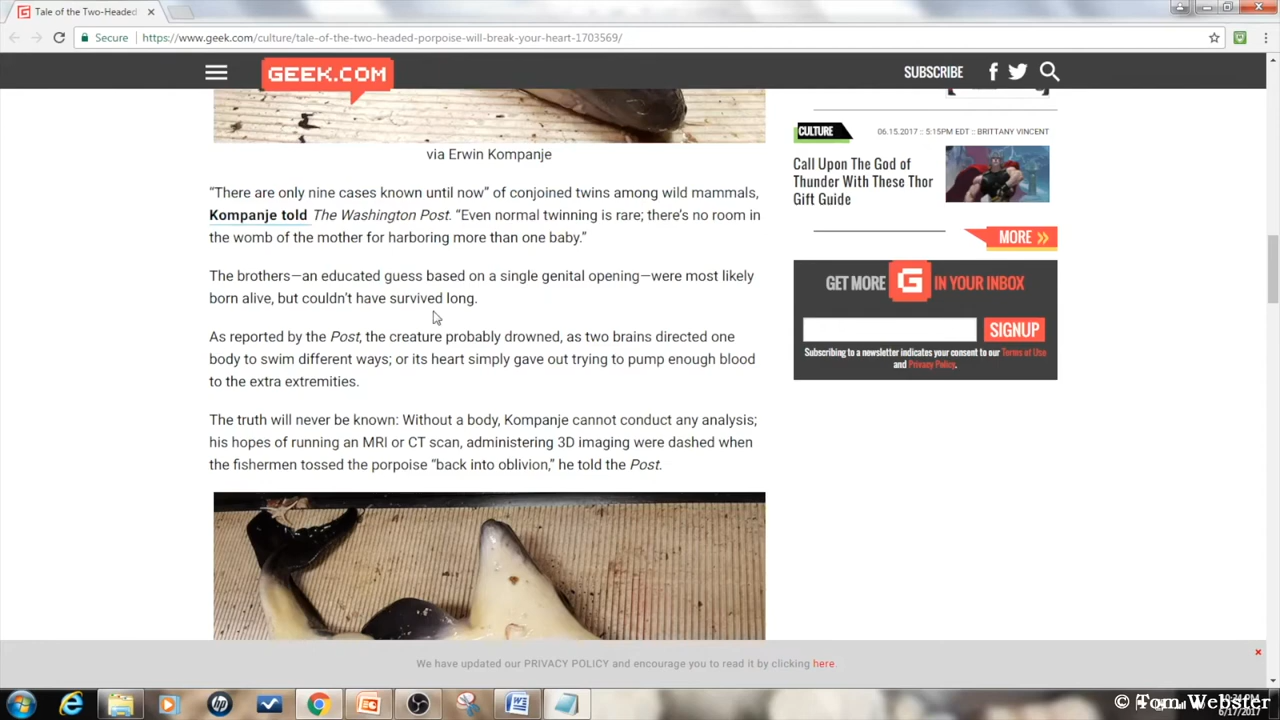 Tale of the Two-Headed
Secure
https://www.geek.com/culture/tale-of-the-two-headed-porpoise-will-break-your-heart-1703569/
GEEK.COM
SUBSCRIBE
via Erwin Kompanje
“There are only nine cases known until now” of conjoined twins among wild mammals,
Kompanje told The Washington Post. “Even normal twinning is rare; there’s no room in
the womb of the mother for harboring more than one baby.”
The brothers—an educated guess based on a single genital opening—were most likely
born alive, but couldn’t have survived long.
As reported by the Post, the creature probably drowned, as two brains directed one
body to swim different ways; or its heart simply gave out trying to pump enough blood
to the extra extremities.
The truth will never be known: Without a body, Kompanje cannot conduct any analysis;
his hopes of running an MRI or CT scan, administering 3D imaging were dashed when
the fishermen tossed the porpoise “back into oblivion,” he told the Post.
CULTURE
06.15.2017 :: 5:15PM EDT :: BRITTANY VINCENT
Call Upon The God of
Thunder With These Thor
Gift Guide
MORE »
GET MORE G IN YOUR INBOX
SIGNUP
Subscribing to a newsletter indicates your consent to our Terms of Use
and Privacy Policy.
We have updated our PRIVACY POLICY and encourage you to read it by clicking here.
© Tom Webster
6/17/2017